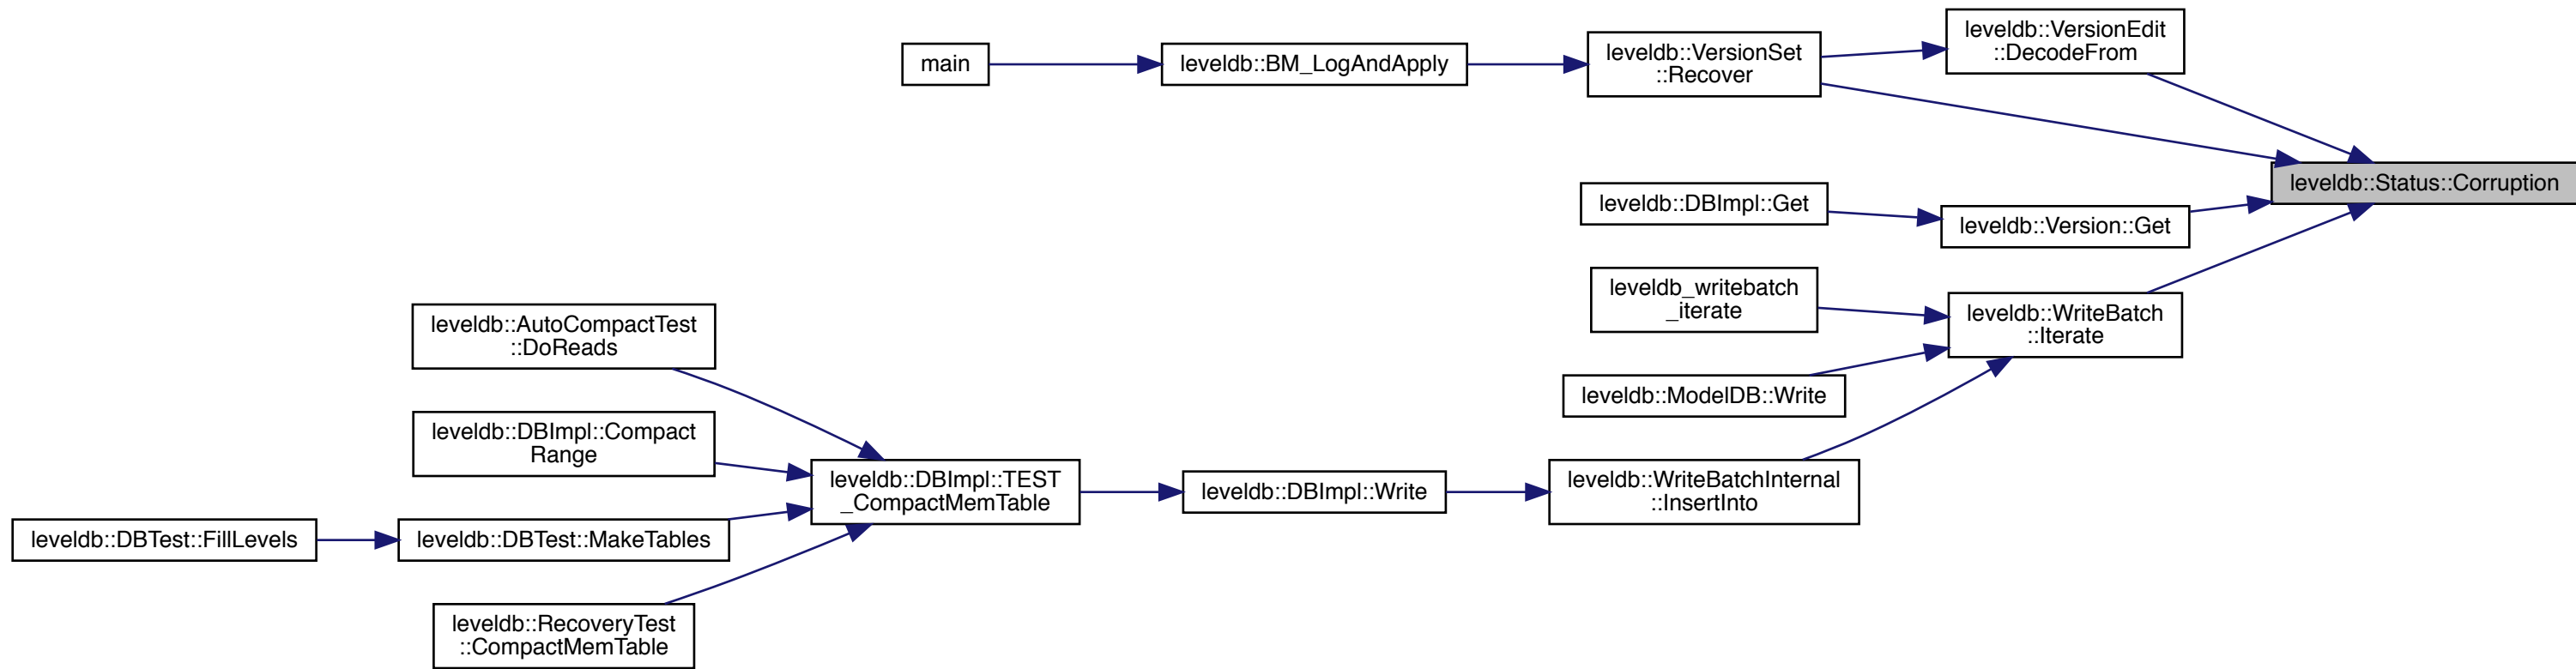 leveldb::VersionEdit
::DecodeFrom
main
leveldb::BM_LogAndApply
leveldb::VersionSet
::Recover
leveldb::Status::Corruption
leveldb::DBImpl::Get
leveldb::Version::Get
leveldb_writebatch
_iterate
leveldb::WriteBatch
::Iterate
leveldb::AutoCompactTest
::DoReads
leveldb::ModelDB::Write
leveldb::DBImpl::Compact
Range
leveldb::DBImpl::TEST
_CompactMemTable
leveldb::DBImpl::Write
leveldb::WriteBatchInternal
::InsertInto
leveldb::DBTest::FillLevels
leveldb::DBTest::MakeTables
leveldb::RecoveryTest
::CompactMemTable